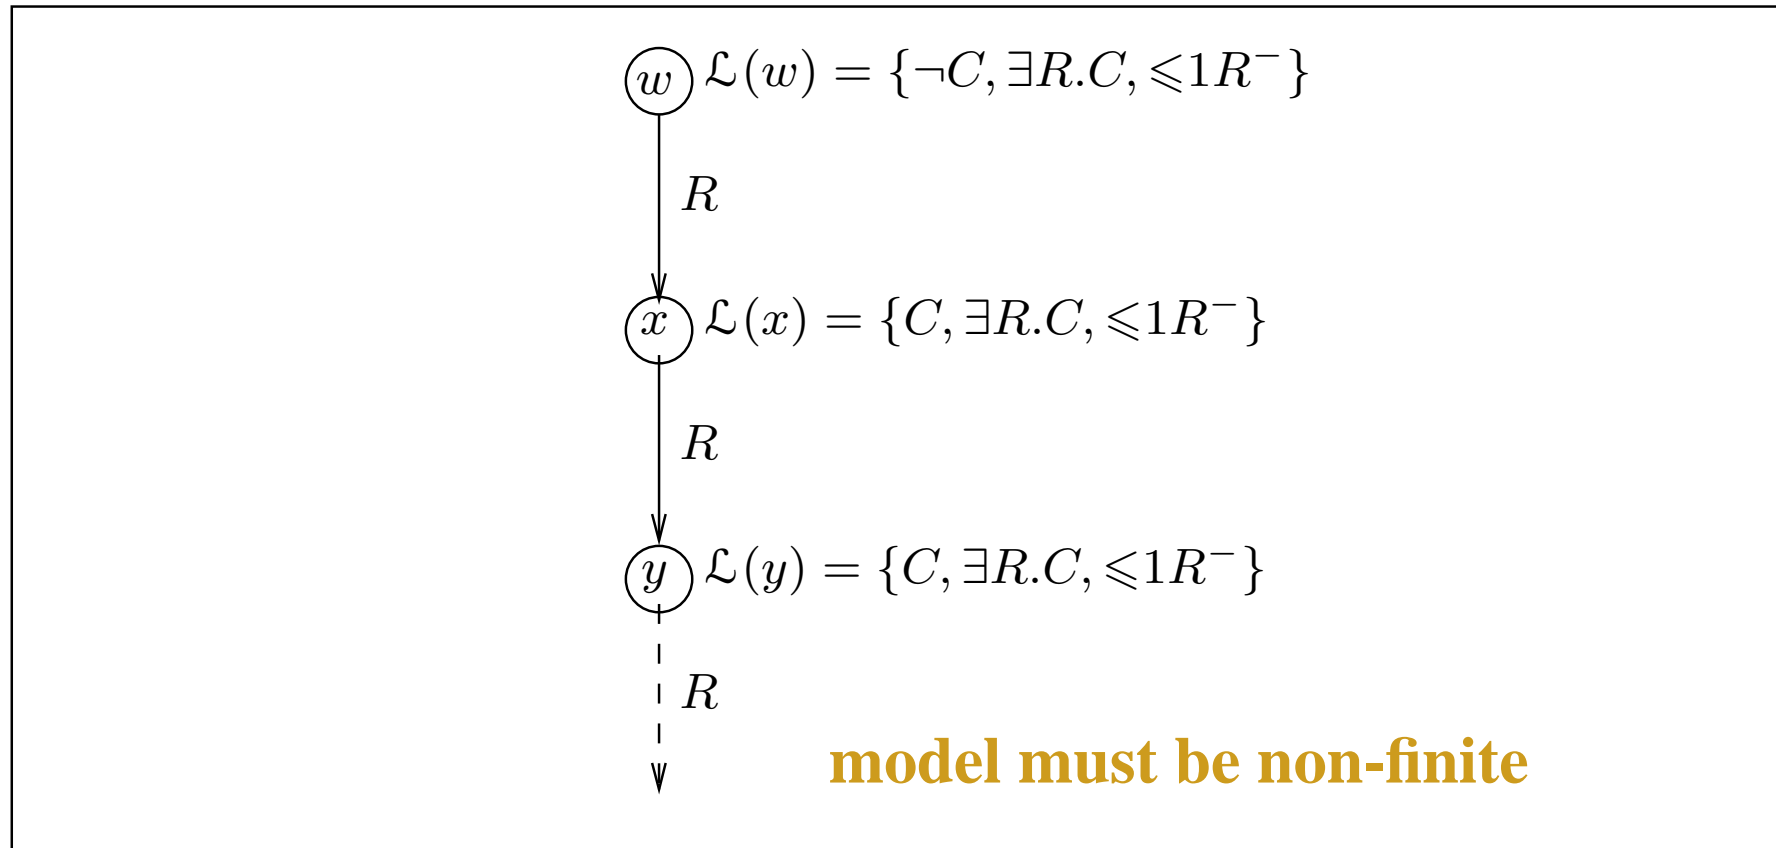 w ℒ(w) = {¬C, ∃R.C, ⩽1R⁻}
R
x ℒ(x) = {C, ∃R.C, ⩽1R⁻}
R
y ℒ(y) = {C, ∃R.C, ⩽1R⁻}
R
model must be non-finite